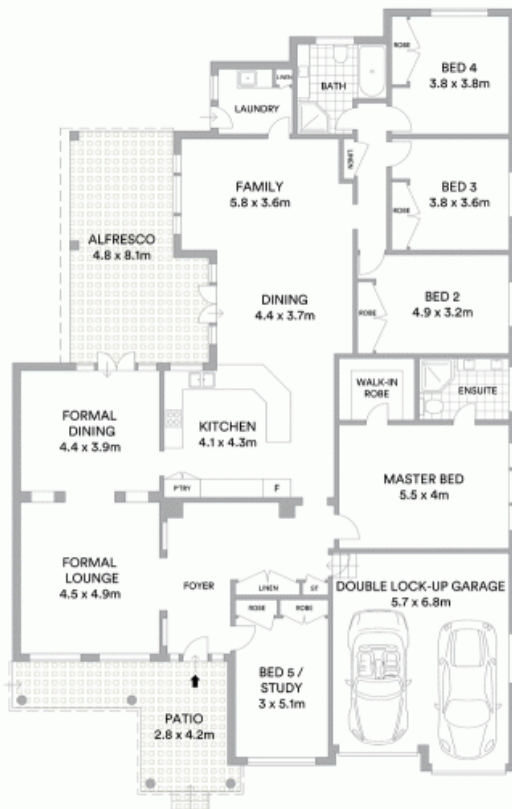 ROBE
BED 4
3.8 x 3.8m
LINEN
BATH
LAUNDRY
LINEN
FAMILY
5.8 x 3.6m
BED 3
3.8 x 3.6m
ROBE
ALFRESCO
4.8 x 8.1m
DINING
4.4 x 3.7m
BED 2
4.9 x 3.2m
ROBE
WALK-IN
ROBE
ENSUITE
FORMAL
DINING
4.4 x 3.9m
KITCHEN
4.1 x 4.3m
MASTER BED
5.5 x 4m
PTRY
F
FORMAL
LOUNGE
4.5 x 4.9m
FOYER
LINEN
ST
DOUBLE LOCK-UP GARAGE
5.7 x 6.8m
ROBE
ROBE
BED 5 /
STUDY
3 x 5.1m
PATIO
2.8 x 4.2m